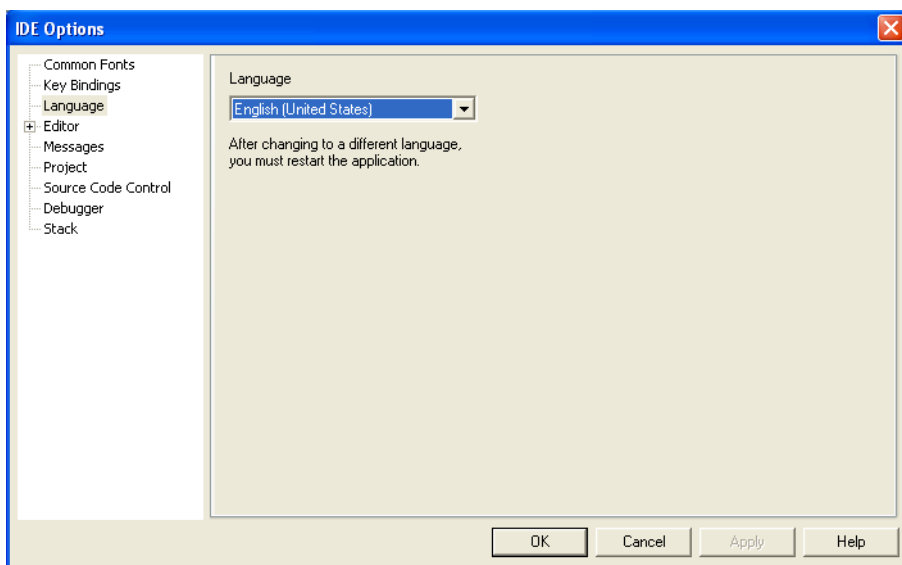 IDE Options
Common Fonts
Key Bindings
Language
Editor
Messages
Project
Source Code Control
Debugger
Stack
Language
English (United States)
After changing to a different language,
you must restart the application.
OK
Cancel
Apply
Help